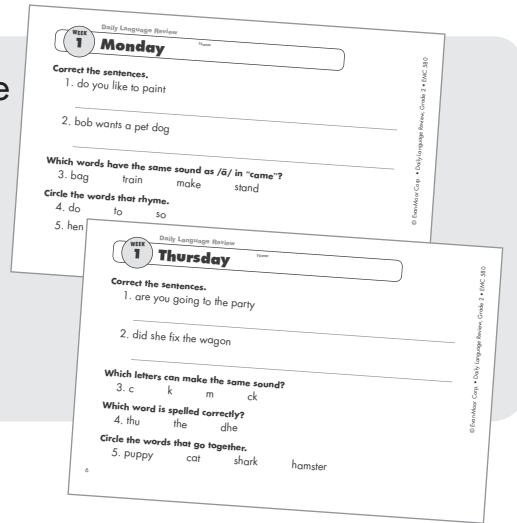 e
Daily Language Review
WEEK
1
Monday
Name
Correct the sentences.
1. do you like to paint
2. bob wants a pet dog
Which words have the same sound as /ā/ in "came"?
3. bag train make stand
Circle the words that rhyme.
4. do to so
5. hen
© Evan-Moor Corp. • Daily Language Review, Grade 2 • EMC 580
Daily Language Review
WEEK
1
Thursday
Name
Correct the sentences.
1. are you going to the party
2. did she fix the wagon
Which letters can make the same sound?
3. c k m ck
Which word is spelled correctly?
4. thu the dhe
Circle the words that go together.
5. puppy cat shark hamster
6
© Evan-Moor Corp. • Daily Language Review, Grade 2 • EMC 580